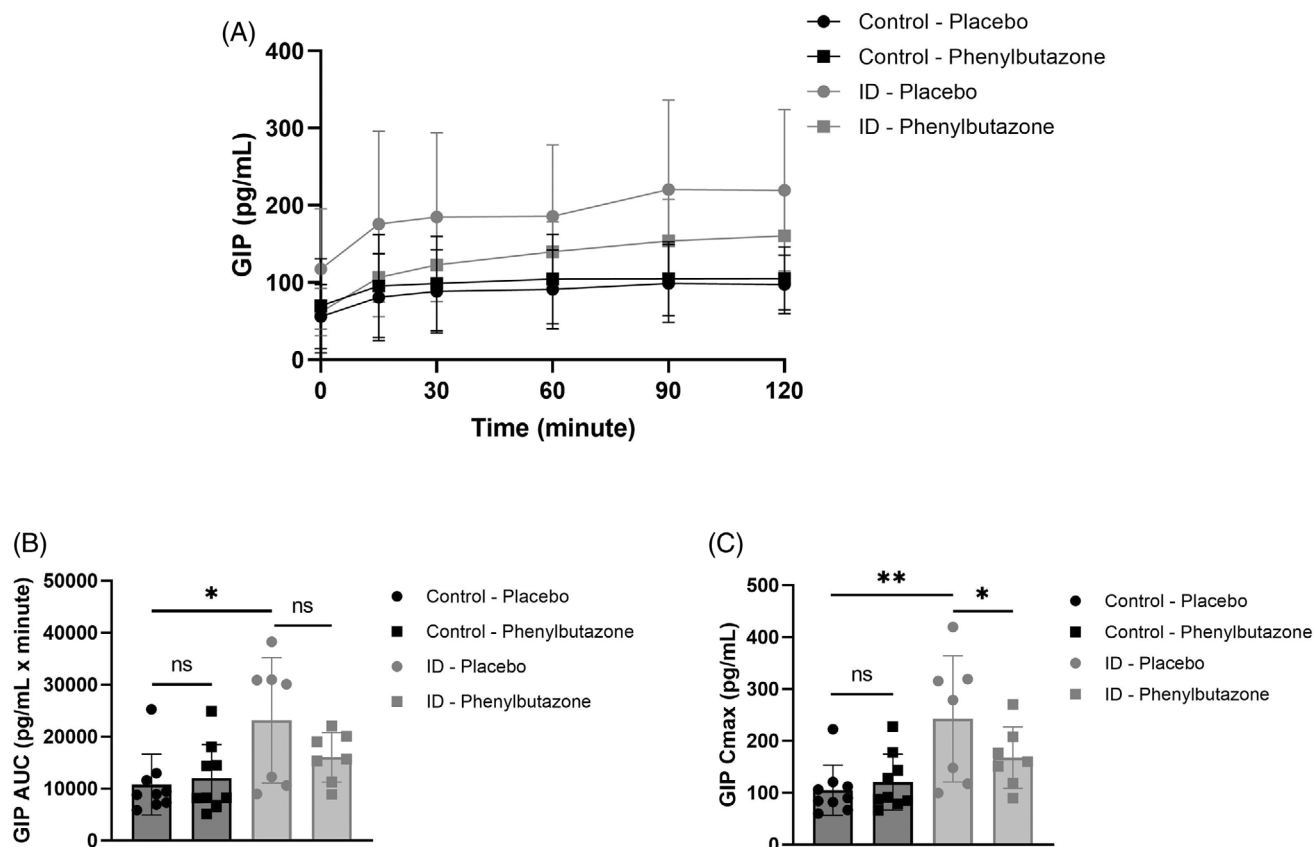 (A)
Control - Placebo
Control - Phenylbutazone
ID - Placebo
ID - Phenylbutazone
GIP (pg/mL)
400
300
200
100
0
0 30 60 90 120
Time (minute)
(B)
GIP AUC (pg/mL x minute)
50000
40000
30000
20000
10000
0
*
ns
ns
Control - Placebo
Control - Phenylbutazone
ID - Placebo
ID - Phenylbutazone
(C)
GIP Cmax (pg/mL)
500
400
300
200
100
0
**
*
ns
Control - Placebo
Control - Phenylbutazone
ID - Placebo
ID - Phenylbutazone